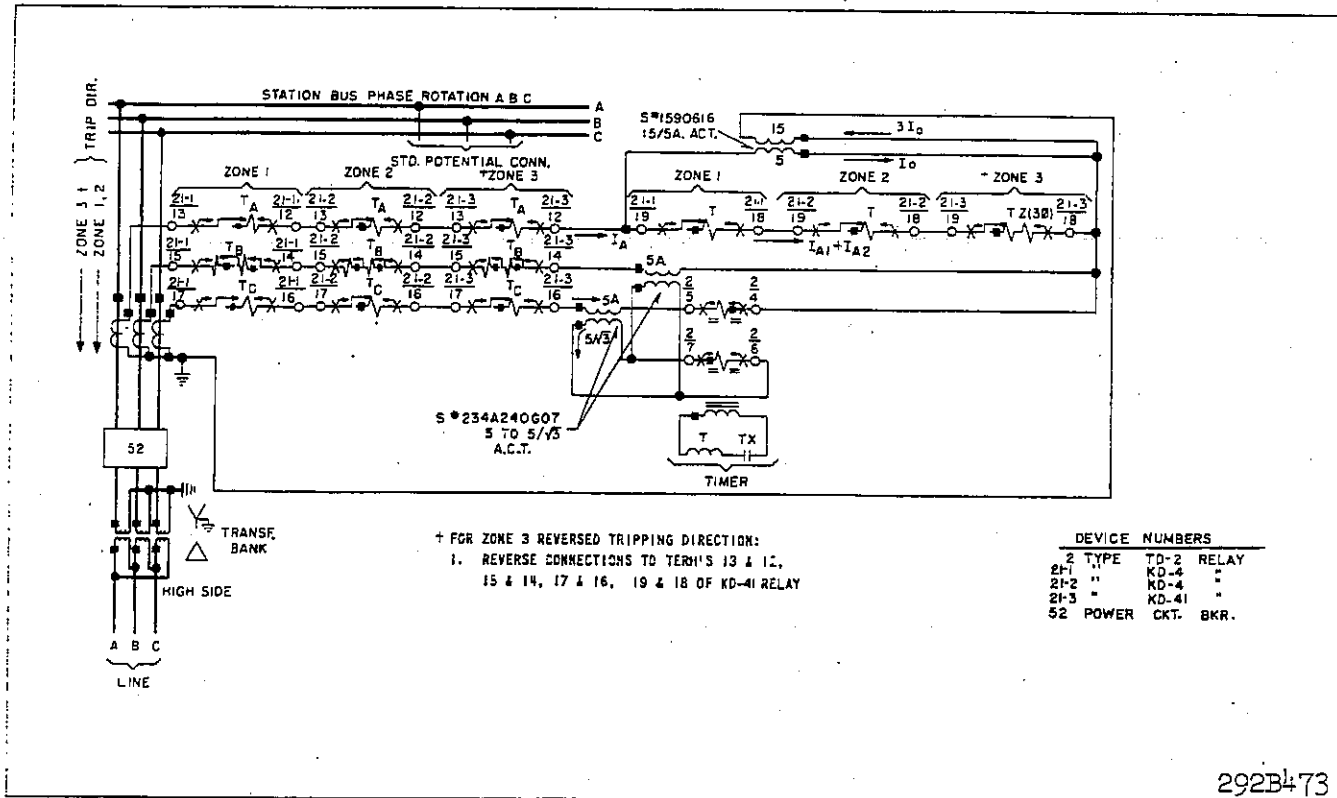 TRIP DIR.
ZONE 3 †
ZONE 1,2
STATION BUS PHASE ROTATION A B C
A
B
C
STD. POTENTIAL CONN.
S#1590616
15/5A. ACT.
15
5
3I0
I0
ZONE 1
ZONE 2
+ZONE 3
ZONE 1
ZONE 2
+ ZONE 3
21-1
13
TA
21-1
12
21-2
13
TA
21-2
12
21-3
13
TA
21-3
12
IA
21-1
19
T
21-1
18
21-2
19
T
21-2
18
21-3
19
T Z(3Ø)
21-3
18
IA1+IA2
21-1
15
TB
21-1
14
21-2
15
TB
21-2
14
21-3
15
TB
21-3
14
5A
21-1
17
TC
21-1
16
21-2
17
TC
21-2
16
21-3
17
TC
21-3
16
5A
2
5
2
4
5/√3
2
7
2
6
S#234A240G07
5 TO 5/√3
A.C.T.
T
TX
TIMER
52
TRANSF.
BANK
HIGH SIDE
A B C
LINE
+ FOR ZONE 3 REVERSED TRIPPING DIRECTION:
1. REVERSE CONNECTIONS TO TERM'S 13 & 12,
15 & 14, 17 & 16, 19 & 18 OF KD-41 RELAY
DEVICE NUMBERS
2 TYPE TD-2 RELAY
21-1 " KD-4 "
21-2 " KD-4 "
21-3 " KD-41 "
52 POWER CKT. BKR.
292B473